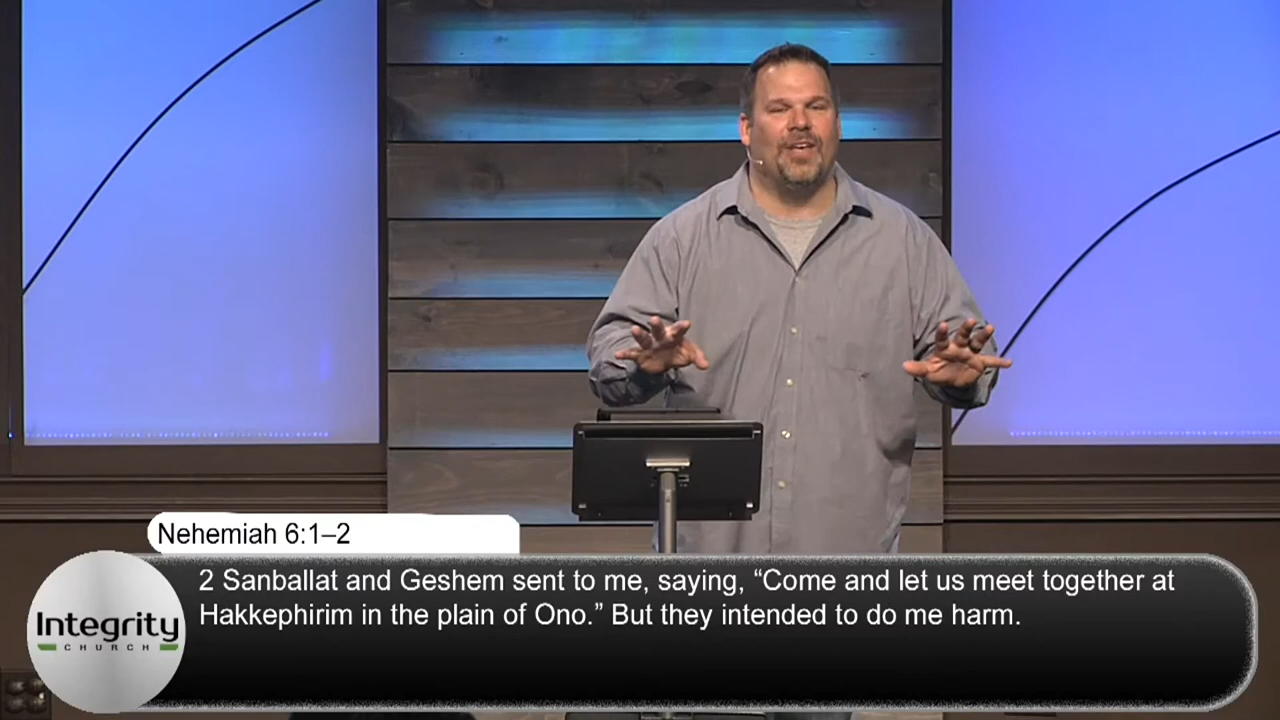 Nehemiah 6:1–2
2 Sanballat and Geshem sent to me, saying, “Come and let us meet together at
Hakkephirim in the plain of Ono.” But they intended to do me harm.
Integrity
CHURCH